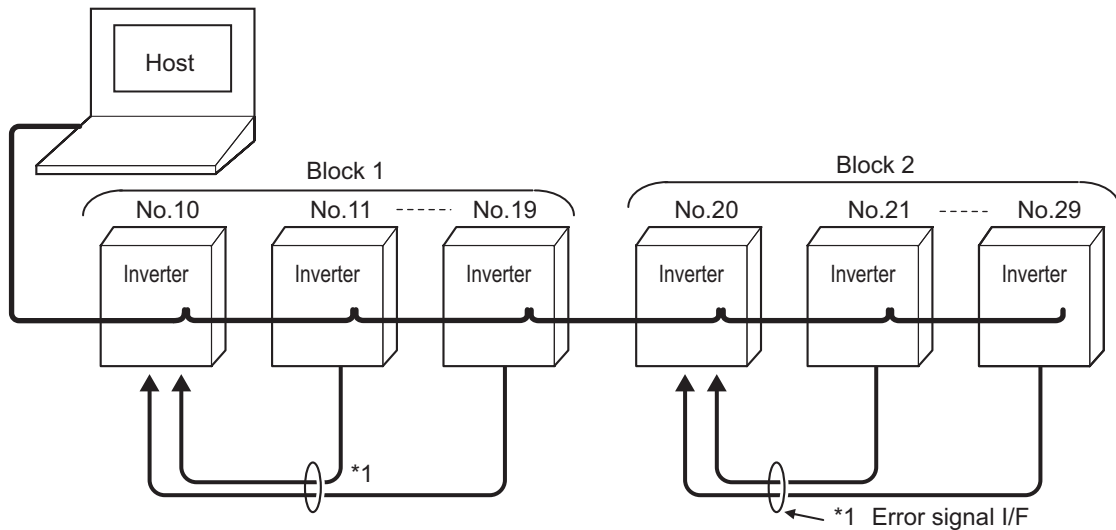 Host
Block 1
Block 2
No.10 No.11 ------ No.19 No.20 No.21 ----- No.29
Inverter Inverter Inverter Inverter Inverter Inverter
*1
*1 Error signal I/F